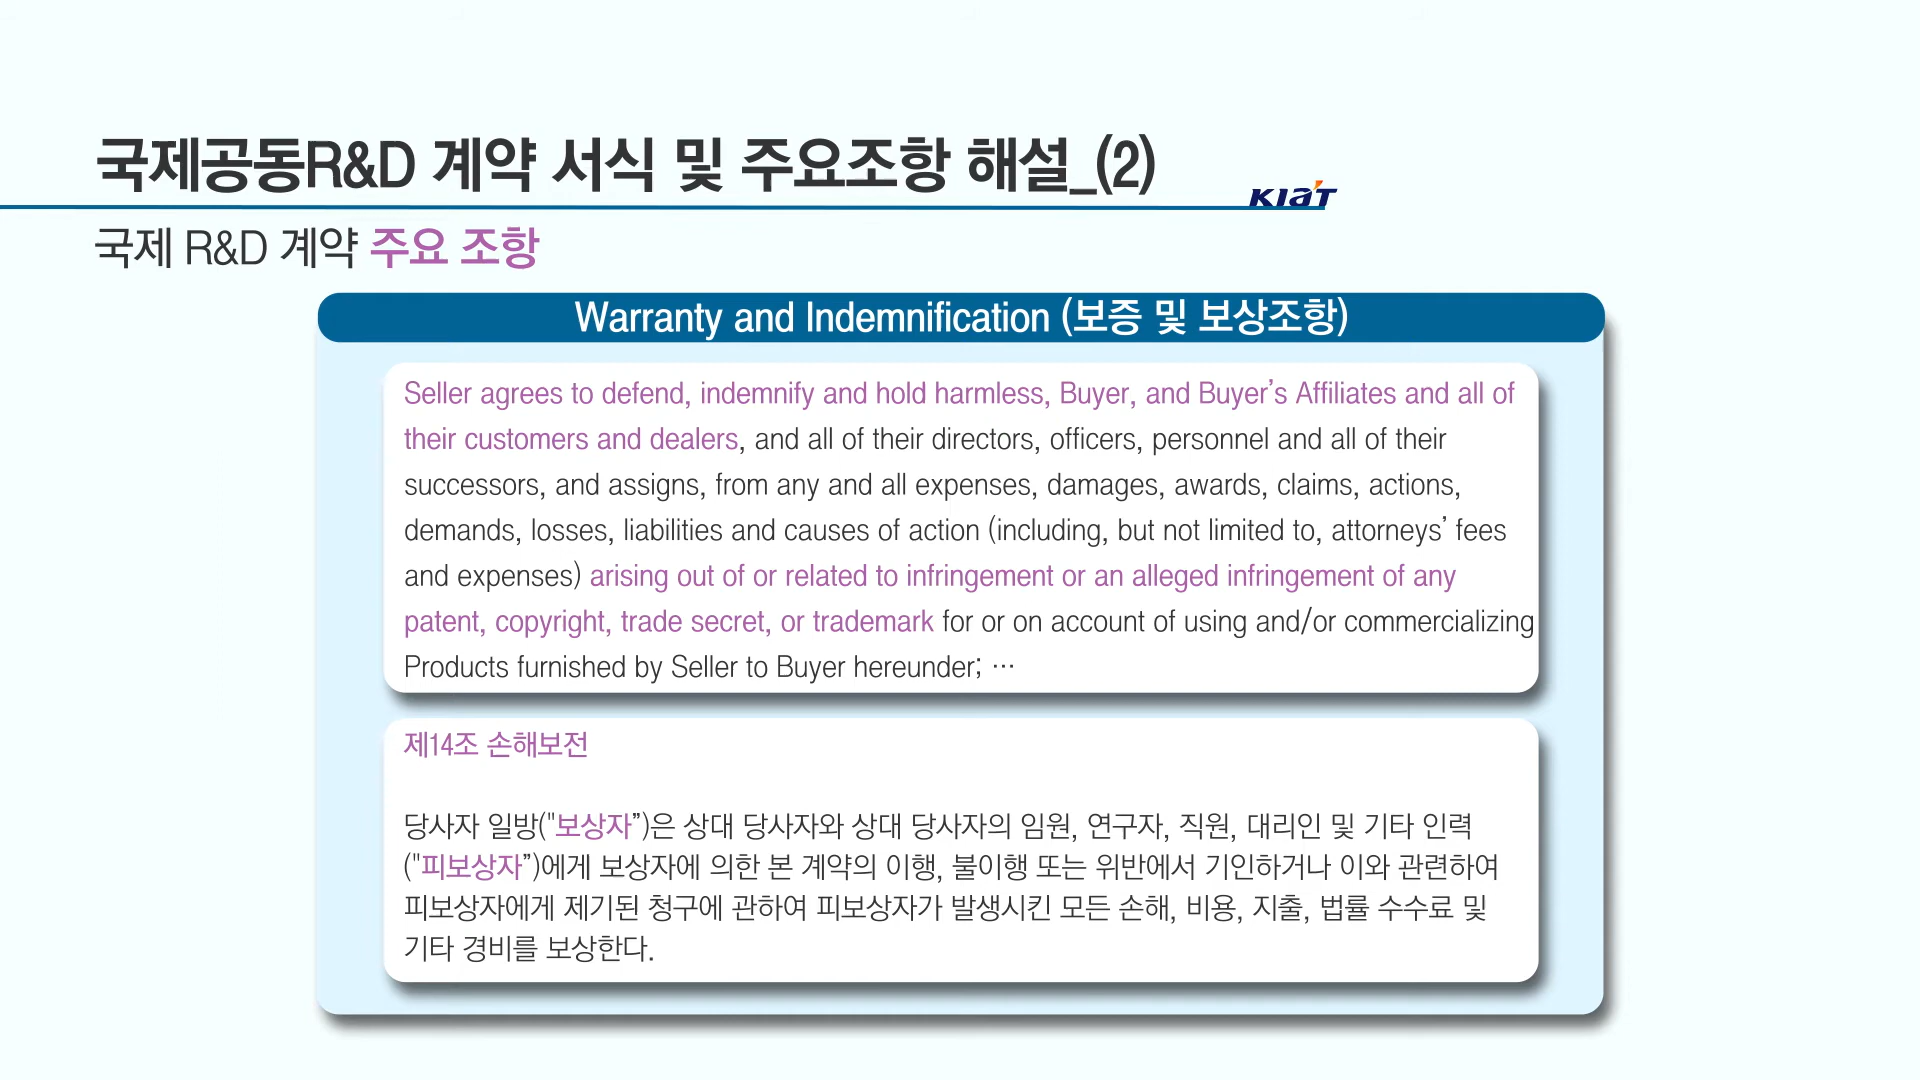 국제공동R&D 계약 서식 및 주요조항 해설_(2)
KIAT
국제 R&D 계약 주요 조항
Warranty and Indemnification (보증 및 보상조항)
Seller agrees to defend, indemnify and hold harmless, Buyer, and Buyer’s Affiliates and all of
their customers and dealers, and all of their directors, officers, personnel and all of their
successors, and assigns, from any and all expenses, damages, awards, claims, actions,
demands, losses, liabilities and causes of action (including, but not limited to, attorneys’ fees
and expenses) arising out of or related to infringement or an alleged infringement of any
patent, copyright, trade secret, or trademark for or on account of using and/or commercializing
Products furnished by Seller to Buyer hereunder; ⋯
제14조 손해보전
당사자 일방("보상자”)은 상대 당사자와 상대 당사자의 임원, 연구자, 직원, 대리인 및 기타 인력
("피보상자”)에게 보상자에 의한 본 계약의 이행, 불이행 또는 위반에서 기인하거나 이와 관련하여
피보상자에게 제기된 청구에 관하여 피보상자가 발생시킨 모든 손해, 비용, 지출, 법률 수수료 및
기타 경비를 보상한다.